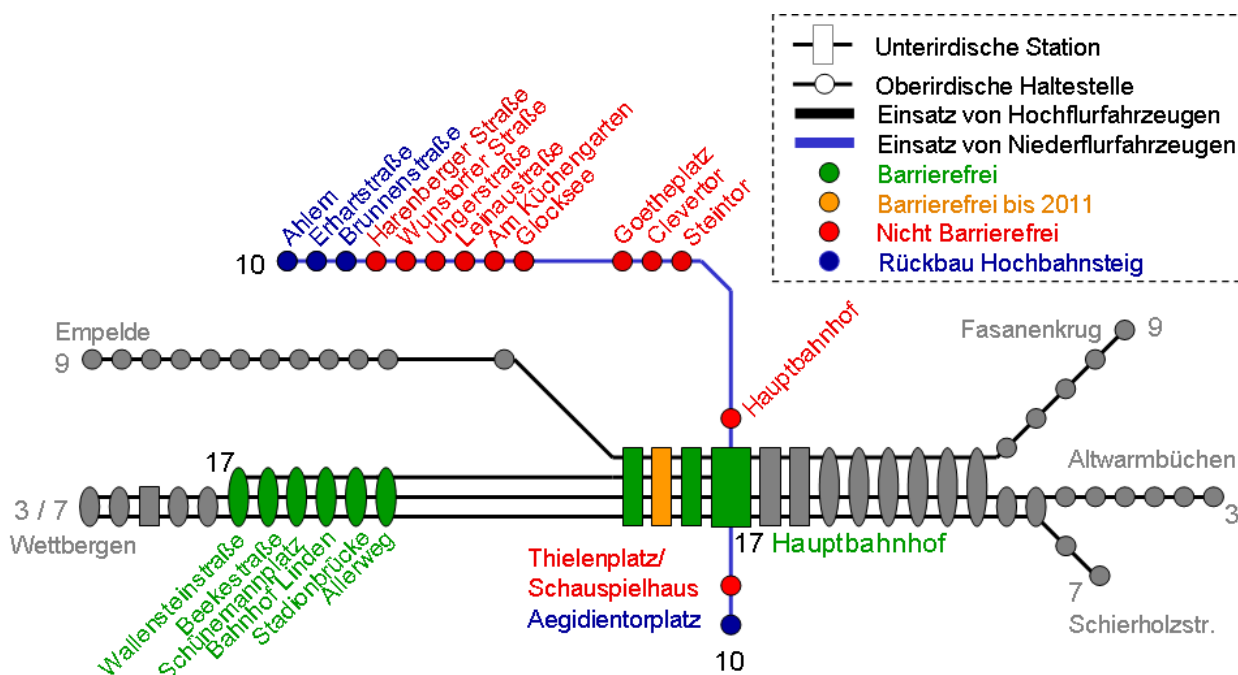 Unterirdische Station
Oberirdische Haltestelle
Einsatz von Hochflurfahrzeugen
Einsatz von Niederflurfahrzeugen
Barrierefrei
Barrierefrei bis 2011
Nicht Barrierefrei
Rückbau Hochbahnsteig
10
Ahlem
Erhartstraße
Brunnenstraße
Harenberger Straße
Wunstorfer Straße
Ungerstraße
Leinaustraße
Am Küchengarten
Glocksee
Goetheplatz
Clevertor
Steintor
Hauptbahnhof
Empelde
9
Fasanenkrug
9
17
3 / 7
Wettbergen
Wallensteinstraße
Beekestraße
Schünemannplatz
Bahnhof Linden
Stadionbrücke
Allerweg
Altwarmbüchen
3
17
Hauptbahnhof
Thielenplatz/
Schauspielhaus
Aegidientorplatz
10
7
Schierholzstr.